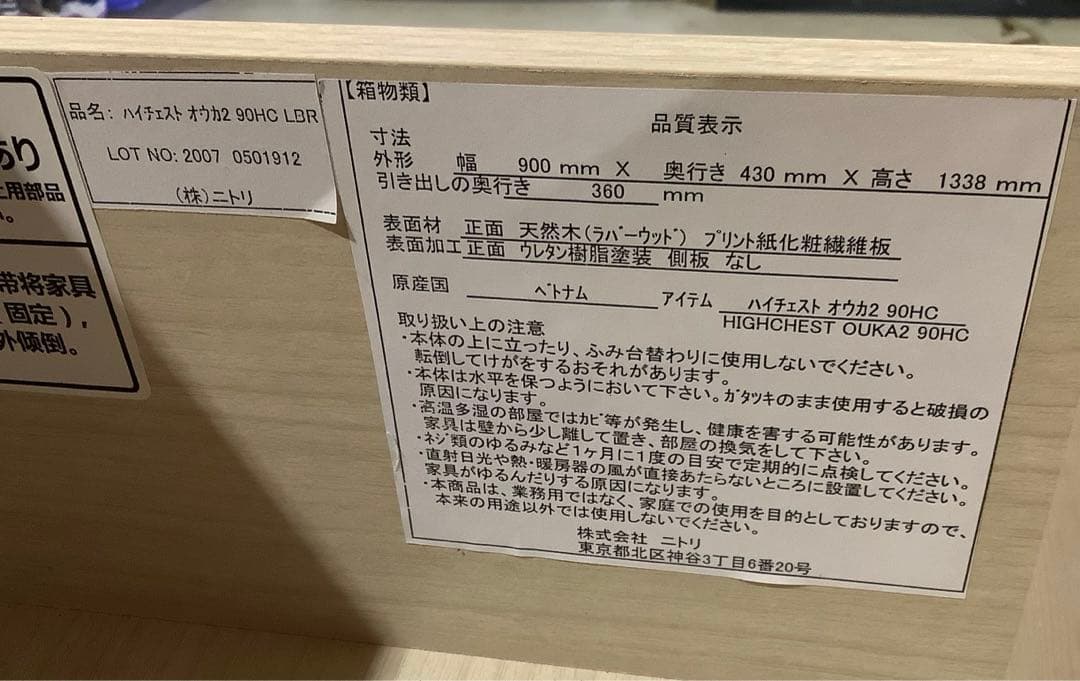 あり
上用部品
い。
帯将家具
固定），
外倾倒。
品名: ハイチェスト オウカ2 90HC LBR
LOT NO: 2007 0501912
(株)ニトリ
【箱物類】
品質表示
寸法
外形 幅 900 mm X 奥行き 430 mm X 高さ 1338 mm
引き出しの奥行き 360 mm
表面材 正面 天然木(ラバーウッド) プリント紙化粧繊維板
表面加工 正面 ウレタン樹脂塗装 側板 なし
原産国 ベトナム アイテム ハイチェスト オウカ2 90HC
HIGHCHEST OUKA2 90HC
取り扱い上の注意
・本体の上に立ったり、ふみ台替わりに使用しないでください。
転倒してけがをするおそれがあります。
・本体は水平を保つようにおいて下さい。ガタツキのまま使用すると破損の
原因になります。
・高温多湿の部屋ではカビ等が発生し、健康を害する可能性があります。
家具は壁から少し離して置き、部屋の換気をして下さい。
・ネジ類のゆるみなど1ヶ月に1度の目安で定期的に点検してください。
・直射日光や熱・暖房器の風が直接あたらないところに設置してください。
家具がゆるんだりする原因になります。
・本商品は、業務用ではなく、家庭での使用を目的としておりますので、
本来の用途以外では使用しないでください。
株式会社 ニトリ
東京都北区神谷3丁目6番20号